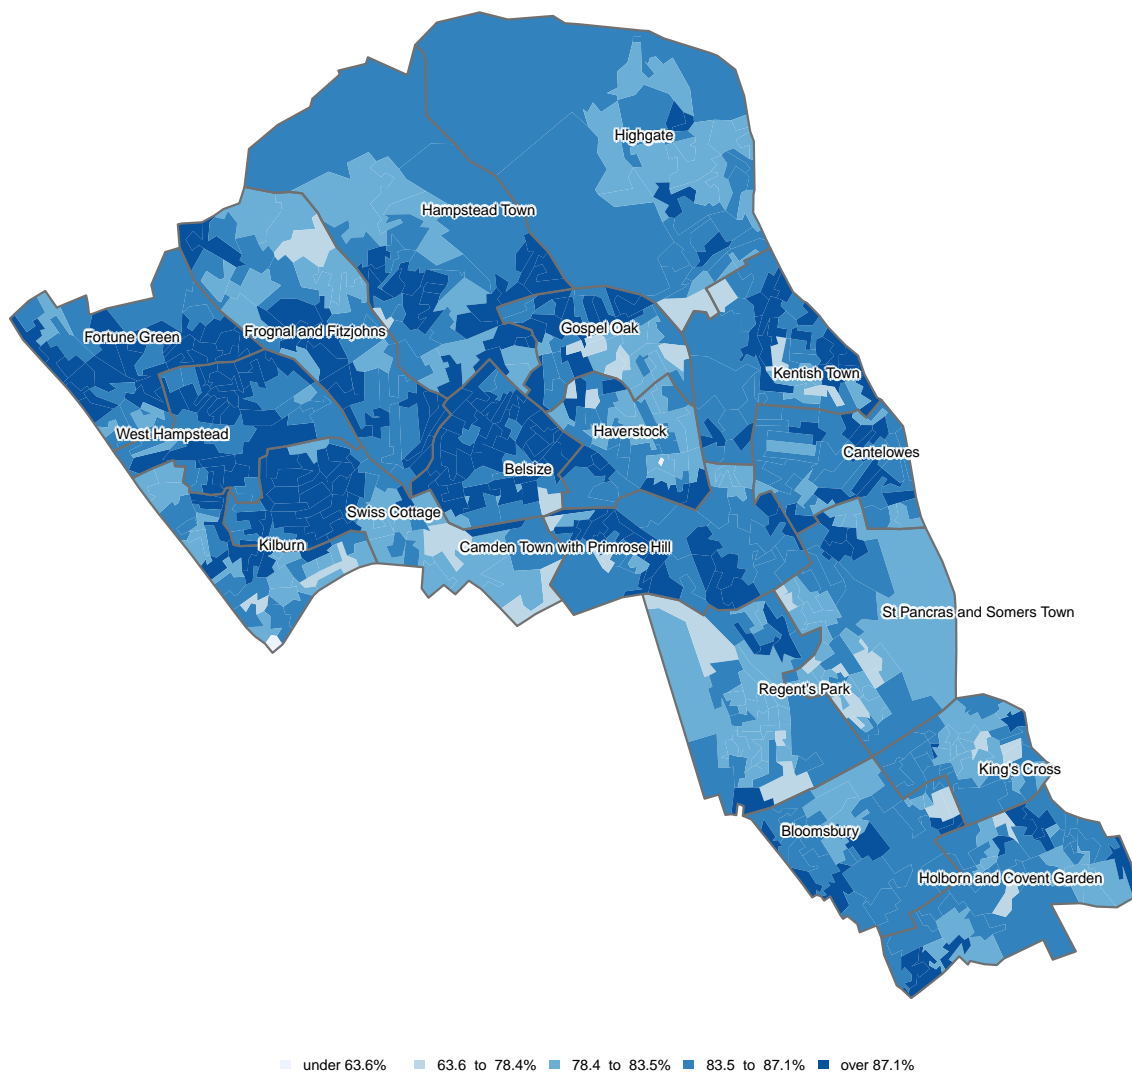 Highgate
Hampstead Town
Gospel Oak
Fortune Green
Frognal and Fitzjohns
Kentish Town
West Hampstead
Haverstock
Cantelowes
Belsize
Swiss Cottage
Kilburn
Camden Town with Primrose Hill
St Pancras and Somers Town
Regent's Park
King's Cross
Bloomsbury
Holborn and Covent Garden
under 63.6% 63.6 to 78.4% 78.4 to 83.5% 83.5 to 87.1% over 87.1%